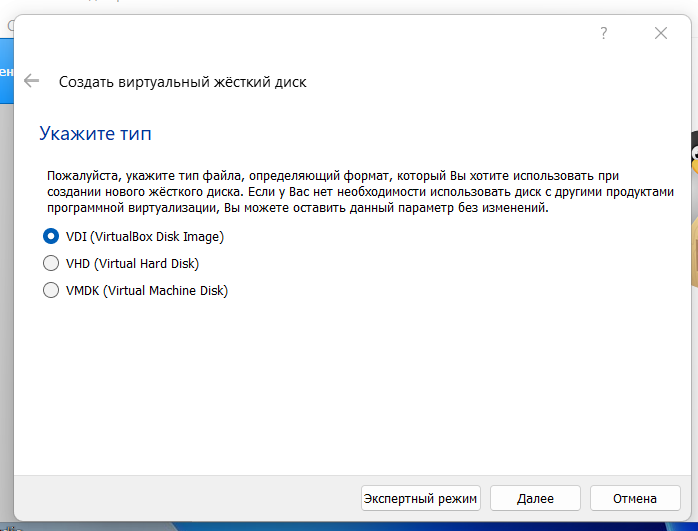 ?
Создать виртуальный жёсткий диск
Укажите тип
Пожалуйста, укажите тип файла, определяющий формат, который Вы хотите использовать при
создании нового жёсткого диска. Если у Вас нет необходимости использовать диск с другими продуктами
программной виртуализации, Вы можете оставить данный параметр без изменений.
VDI (VirtualBox Disk Image)
VHD (Virtual Hard Disk)
VMDK (Virtual Machine Disk)
Экспертный режим
Далее
Отмена